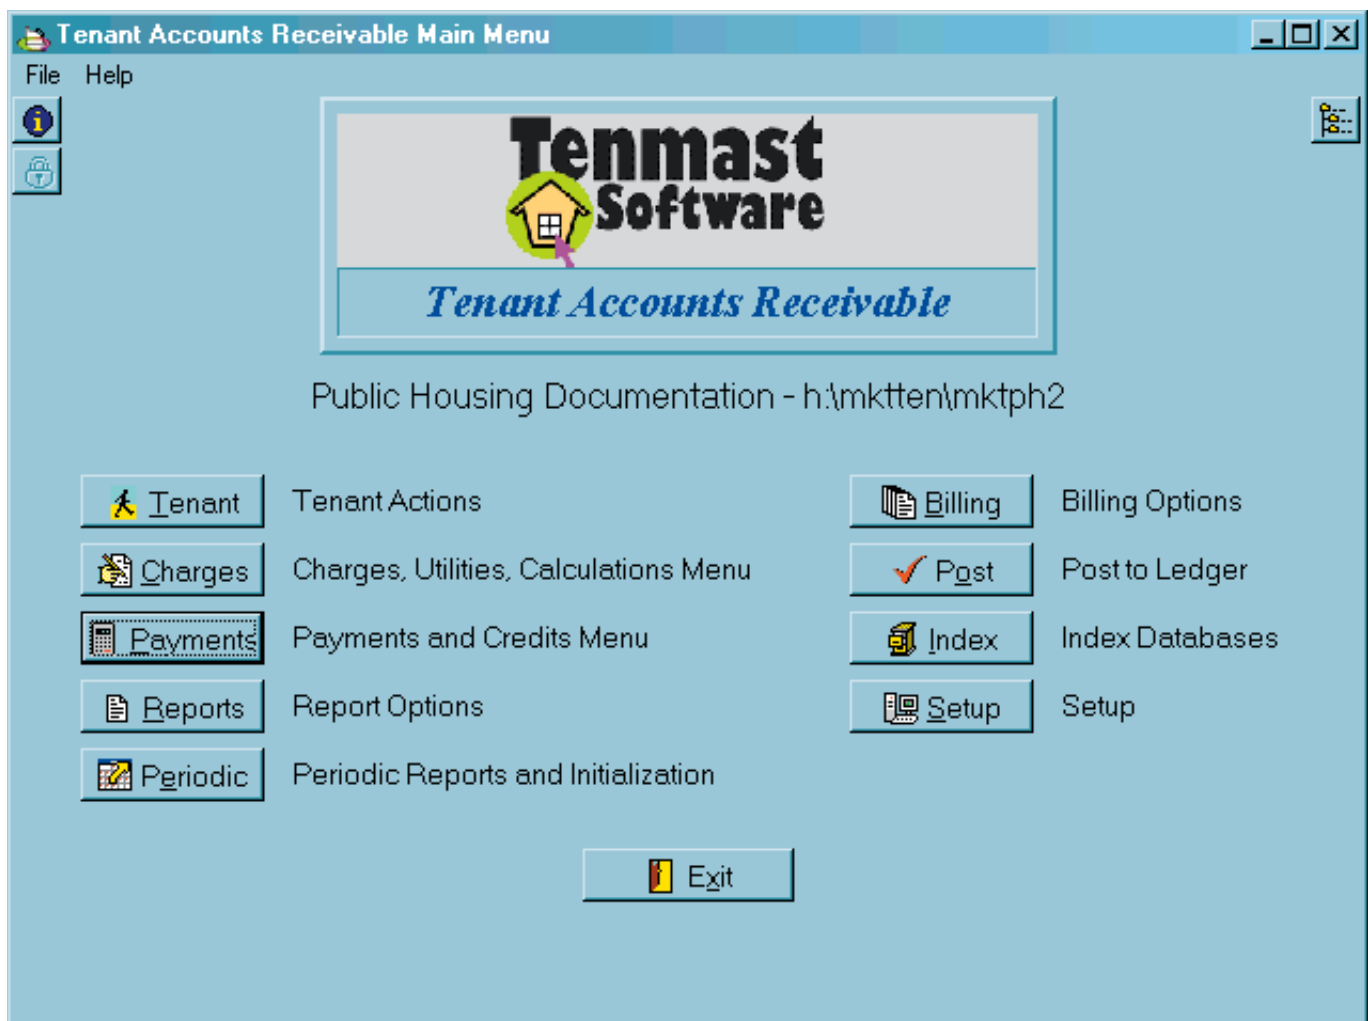 Tenant Accounts Receivable Main Menu
File Help
Tenmast
Software
Tenant Accounts Receivable
Public Housing Documentation - h:\mktten\mktph2
Tenant Tenant Actions
Charges Charges, Utilities, Calculations Menu
Payments Payments and Credits Menu
Reports Report Options
Periodic Periodic Reports and Initialization
Billing Billing Options
Post Post to Ledger
Index Index Databases
Setup Setup
Exit